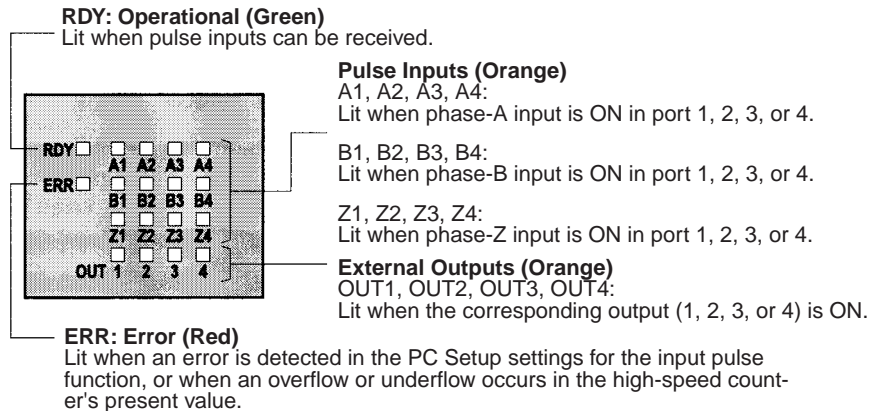 RDY: Operational (Green)
Lit when pulse inputs can be received.
Pulse Inputs (Orange)
A1, A2, A3, A4:
Lit when phase-A input is ON in port 1, 2, 3, or 4.
B1, B2, B3, B4:
Lit when phase-B input is ON in port 1, 2, 3, or 4.
Z1, Z2, Z3, Z4:
Lit when phase-Z input is ON in port 1, 2, 3, or 4.
External Outputs (Orange)
OUT1, OUT2, OUT3, OUT4:
Lit when the corresponding output (1, 2, 3, or 4) is ON.
RDY
A1 A2 A3 A4
ERR
B1 B2 B3 B4
Z1 Z2 Z3 Z4
OUT 1 2 3 4
ERR: Error (Red)
Lit when an error is detected in the PC Setup settings for the input pulse
function, or when an overflow or underflow occurs in the high-speed count-
er's present value.